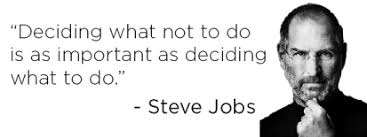 “Deciding what not to do
is as important as deciding
what to do.”
- Steve Jobs